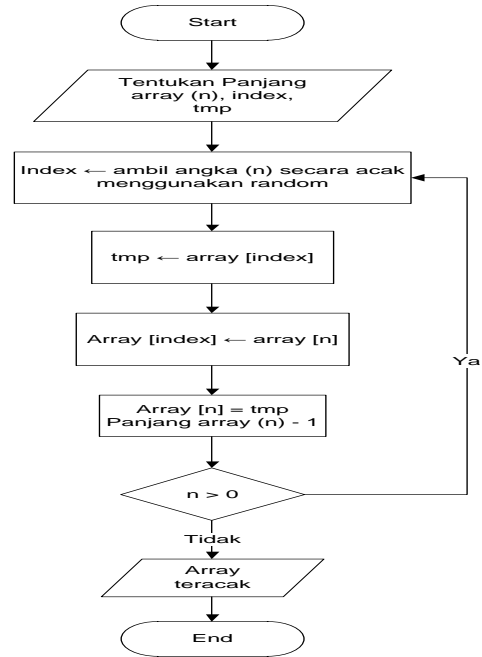 Start
Tentukan Panjang
array (n), index,
tmp
Index ← ambil angka (n) secara acak
menggunakan random
tmp ← array [index]
Array [index] ← array [n]
Ya
Array [n] = tmp
Panjang array (n) - 1
n > 0
Tidak
Array
teracak
End